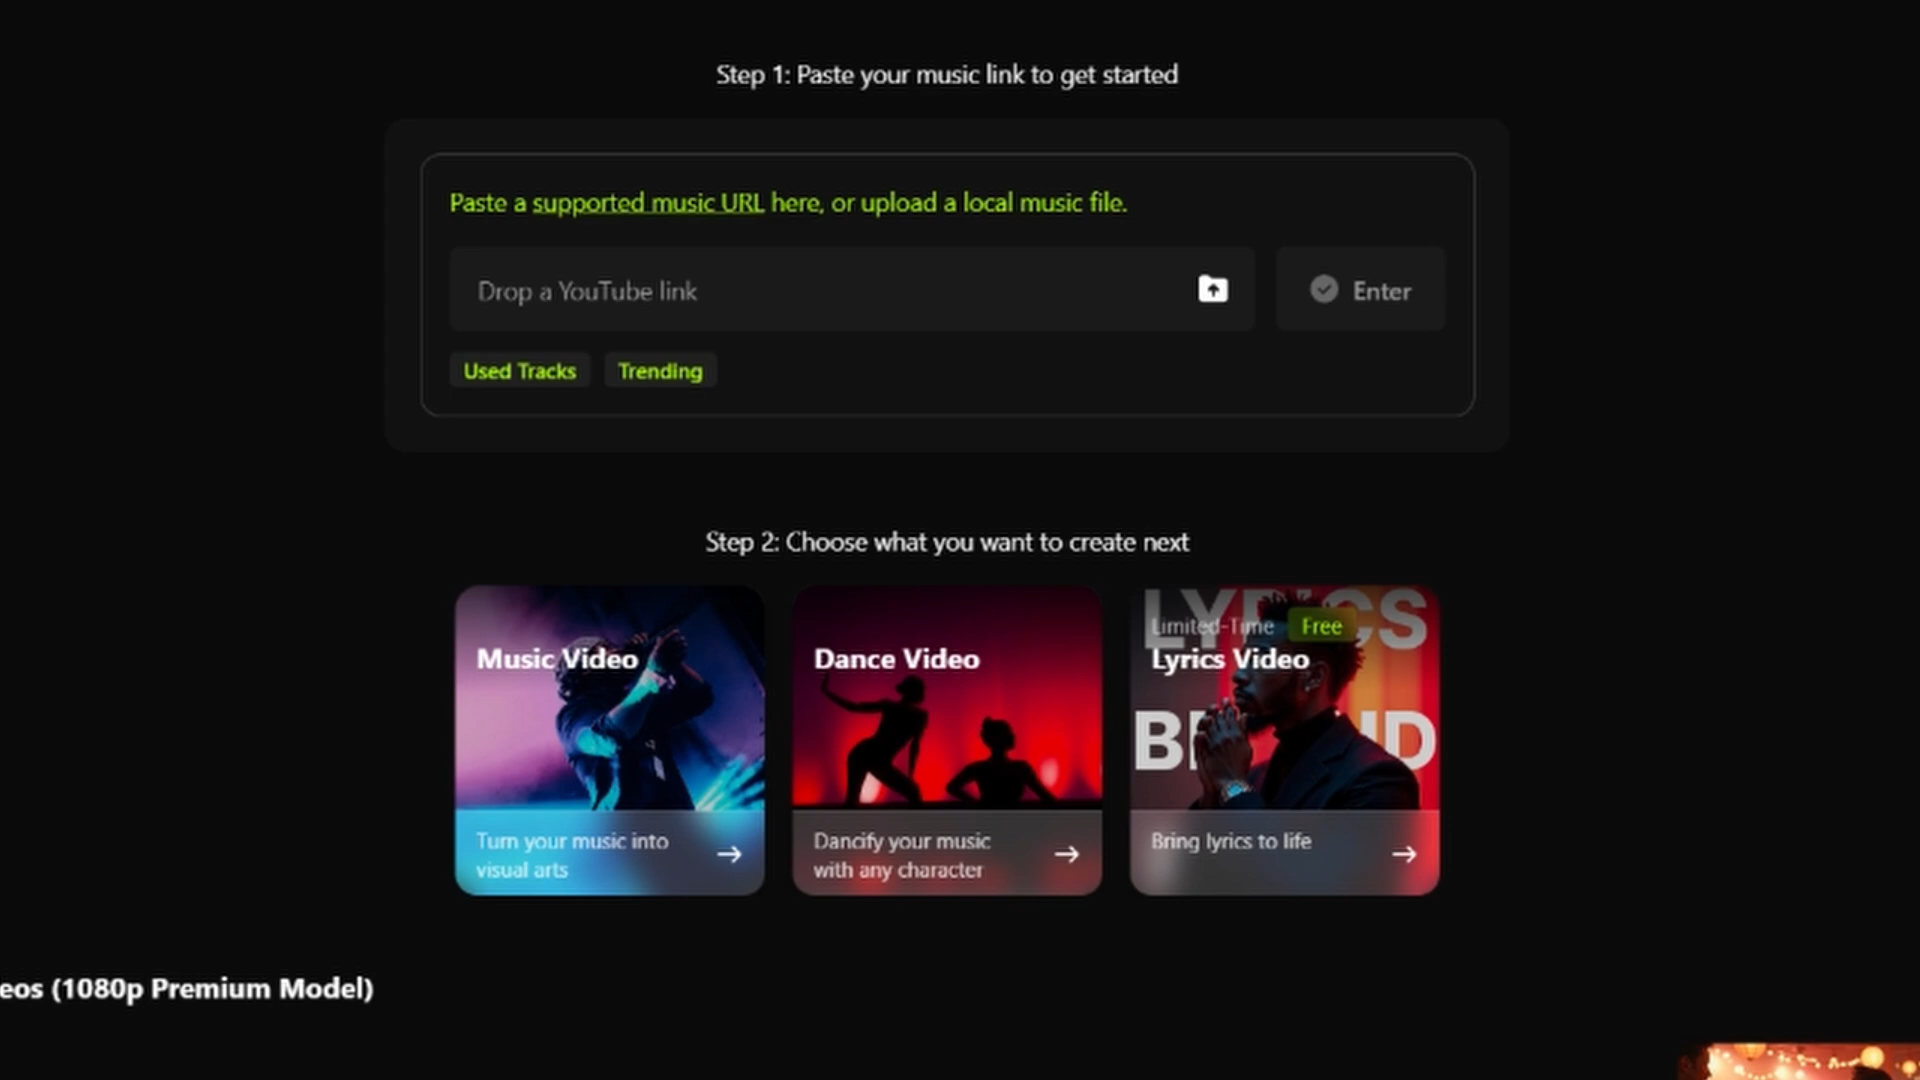 Step 1: Paste your music link to get started
Paste a supported music URL here, or upload a local music file.
Drop a YouTube link
Enter
Used Tracks
Trending
Step 2: Choose what you want to create next
Music Video
Turn your music into
visual arts
Dance Video
Dancify your music
with any character
Limited-Time Free
Lyrics Video
Bring lyrics to life
eos (1080p Premium Model)